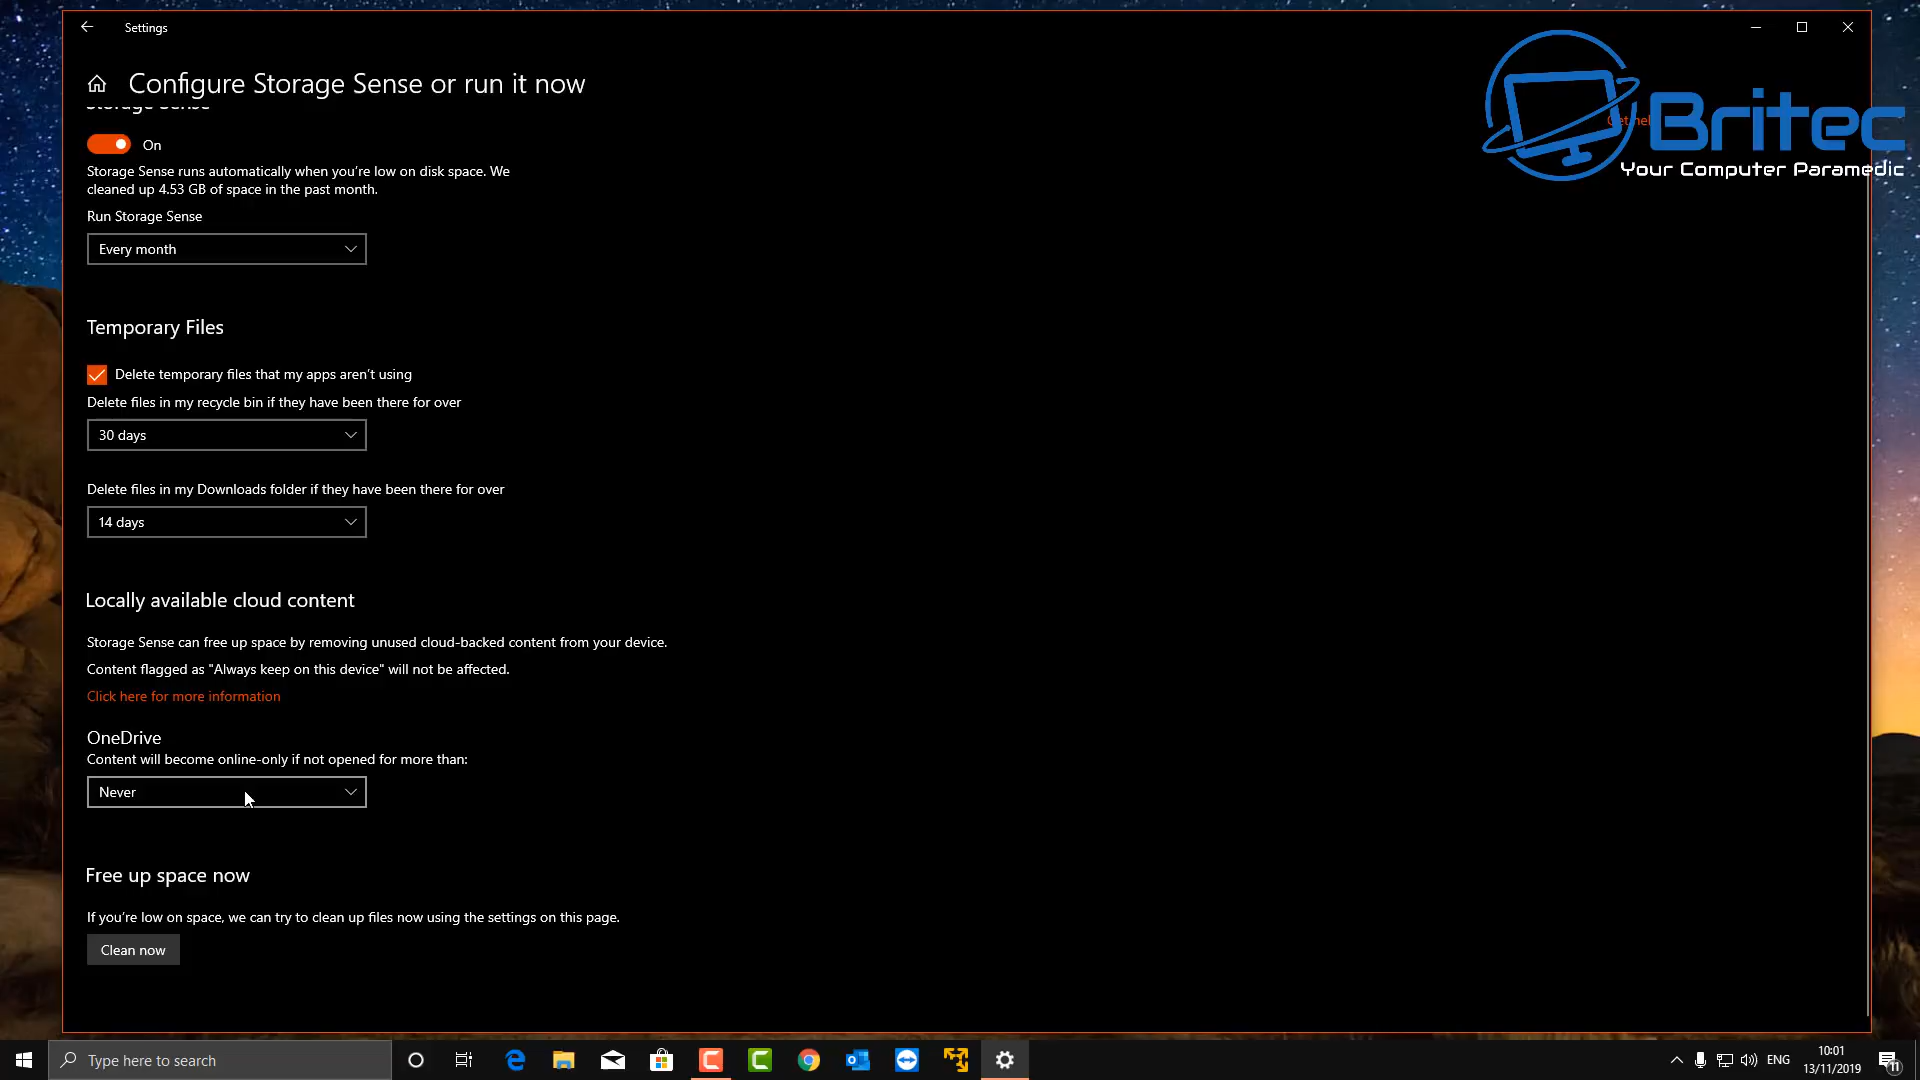 Settings
Configure Storage Sense or run it now
Storage Sense
Get help
Britec
Your Computer Paramedic
On
Storage Sense runs automatically when you're low on disk space. We
cleaned up 4.53 GB of space in the past month.
Run Storage Sense
Every month
Temporary Files
Delete temporary files that my apps aren't using
Delete files in my recycle bin if they have been there for over
30 days
Delete files in my Downloads folder if they have been there for over
14 days
Locally available cloud content
Storage Sense can free up space by removing unused cloud-backed content from your device.
Content flagged as "Always keep on this device" will not be affected.
Click here for more information
OneDrive
Content will become online-only if not opened for more than:
Never
Free up space now
If you're low on space, we can try to clean up files now using the settings on this page.
Clean now
Type here to search
ENG
10:01
13/11/2019
11